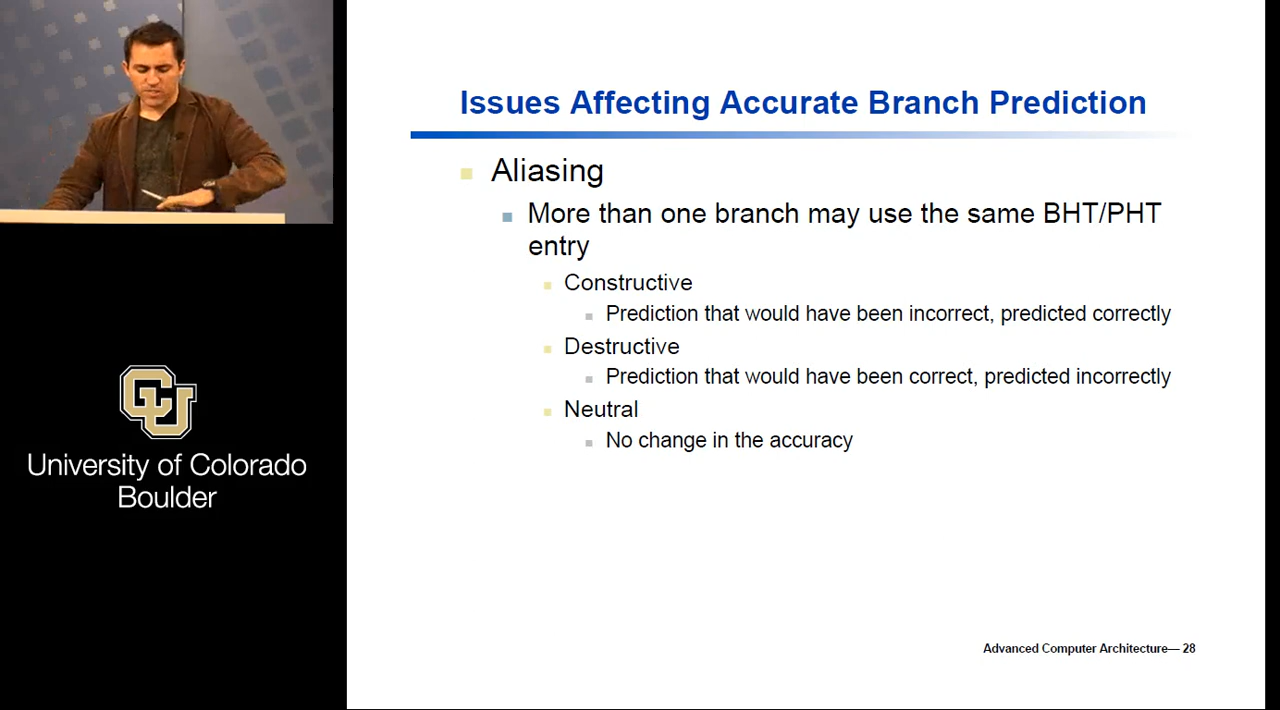 Issues Affecting Accurate Branch Prediction
Aliasing
More than one branch may use the same BHT/PHT
entry
Constructive
Prediction that would have been incorrect, predicted correctly
Destructive
Prediction that would have been correct, predicted incorrectly
Neutral
No change in the accuracy
CU
University of Colorado
Boulder
Advanced Computer Architecture— 28